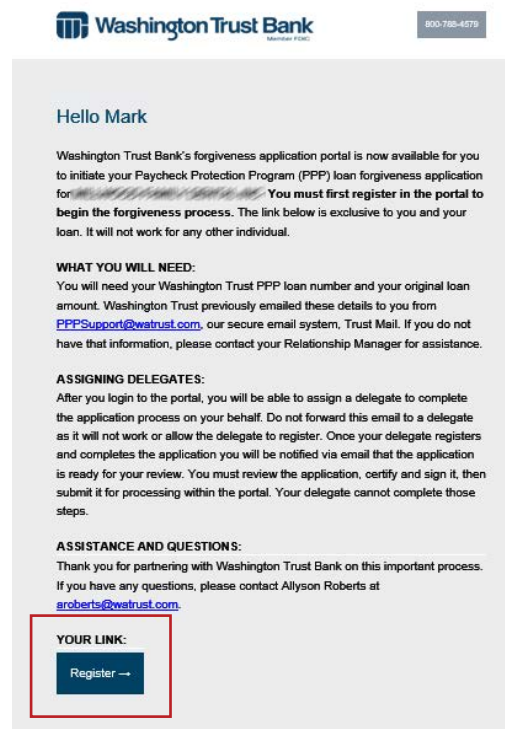 Washington Trust Bank
Member FDIC
800-788-4579
Hello Mark
Washington Trust Bank's forgiveness application portal is now available for you
to initiate your Paycheck Protection Program (PPP) loan forgiveness application
for You must first register in the portal to
begin the forgiveness process. The link below is exclusive to you and your
loan. It will not work for any other individual.
WHAT YOU WILL NEED:
You will need your Washington Trust PPP loan number and your original loan
amount. Washington Trust previously emailed these details to you from
PPPSupport@watrust.com, our secure email system, Trust Mail. If you do not
have that information, please contact your Relationship Manager for assistance.
ASSIGNING DELEGATES:
After you login to the portal, you will be able to assign a delegate to complete
the application process on your behalf. Do not forward this email to a delegate
as it will not work or allow the delegate to register. Once your delegate registers
and completes the application you will be notified via email that the application
is ready for your review. You must review the application, certify and sign it, then
submit it for processing within the portal. Your delegate cannot complete those
steps.
ASSISTANCE AND QUESTIONS:
Thank you for partnering with Washington Trust Bank on this important process.
If you have any questions, please contact Allyson Roberts at
aroberts@watrust.com.
YOUR LINK:
Register →